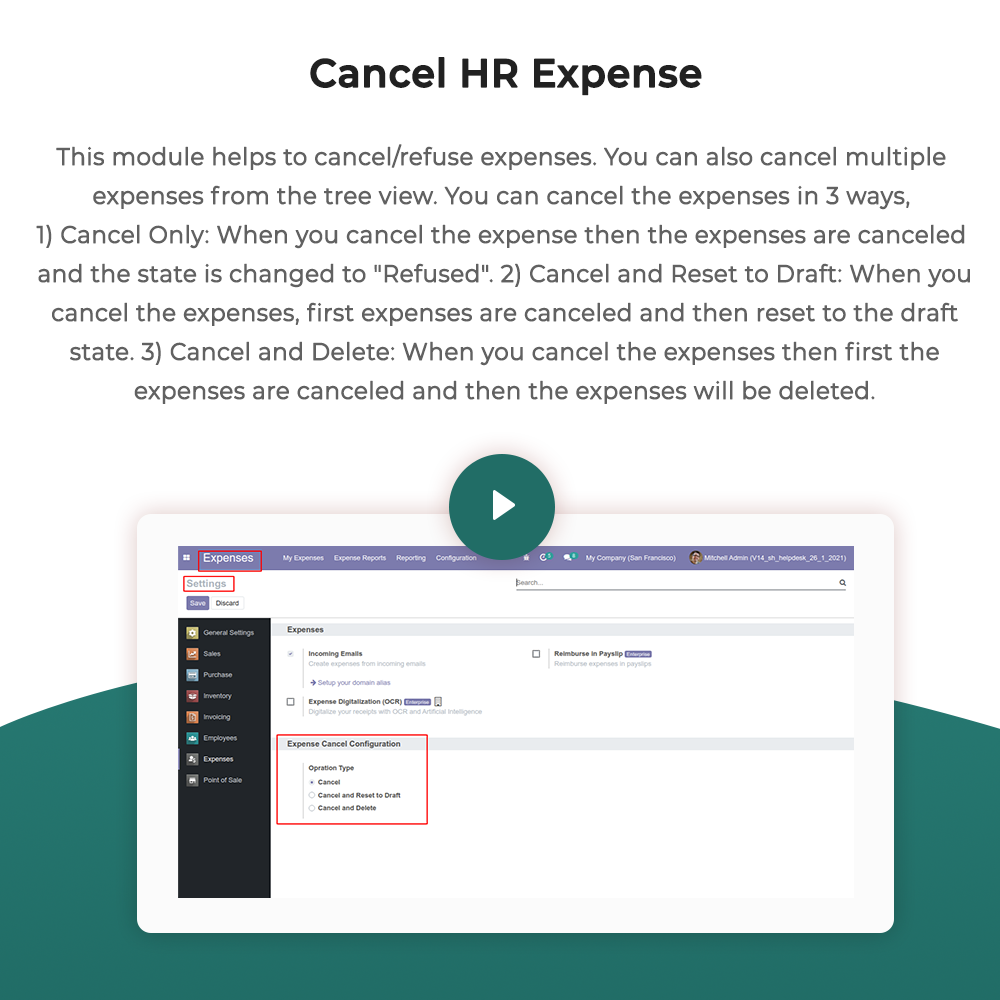 Cancel HR Expense
This module helps to cancel/refuse expenses. You can also cancel multiple
expenses from the tree view. You can cancel the expenses in 3 ways,
1) Cancel Only: When you cancel the expense then the expenses are canceled
and the state is changed to "Refused". 2) Cancel and Reset to Draft: When you
cancel the expenses, first expenses are canceled and then reset to the draft
state. 3) Cancel and Delete: When you cancel the expenses then first the
expenses are canceled and then the expenses will be deleted.
Expenses My Expenses Expense Reports Reporting Configuration My Company (San Francisco) Mitchell Admin (V14_sh_helpdesk_26_1_2021)
Settings
Search...
Save Discard
General Settings
Sales
Purchase
Inventory
Invoicing
Employees
Expenses
Point of Sale
Expenses
Incoming Emails
Create expenses from incoming emails
Setup your domain alias
Reimburse in Payslip Enterprise
Reimburse expenses in payslips
Expense Digitalization (OCR) Enterprise
Digitalize your receipts with OCR and Artificial Intelligence
Expense Cancel Configuration
Opration Type
Cancel
Cancel and Reset to Draft
Cancel and Delete